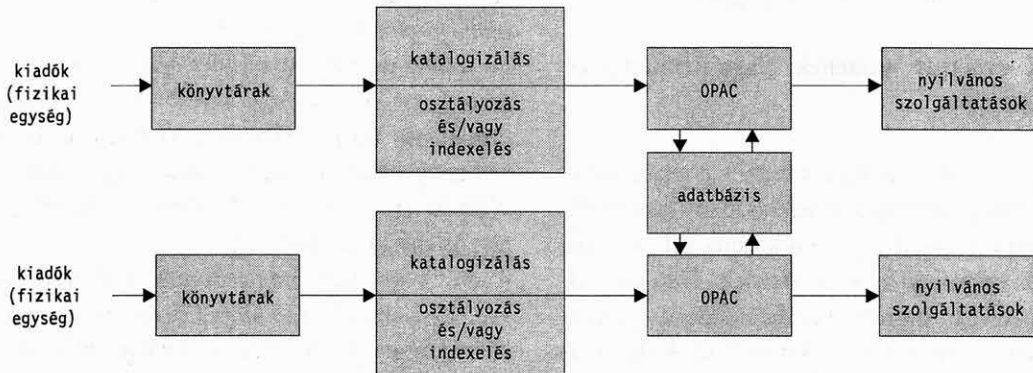 kiadók
(fizikai
egység)
könyvtárak
katalogizálás
osztályozás
és/vagy
indexelés
OPAC
nyilvános
szolgáltatások
adatbázis
kiadók
(fizikai
egység)
könyvtárak
katalogizálás
osztályozás
és/vagy
indexelés
OPAC
nyilvános
szolgáltatások